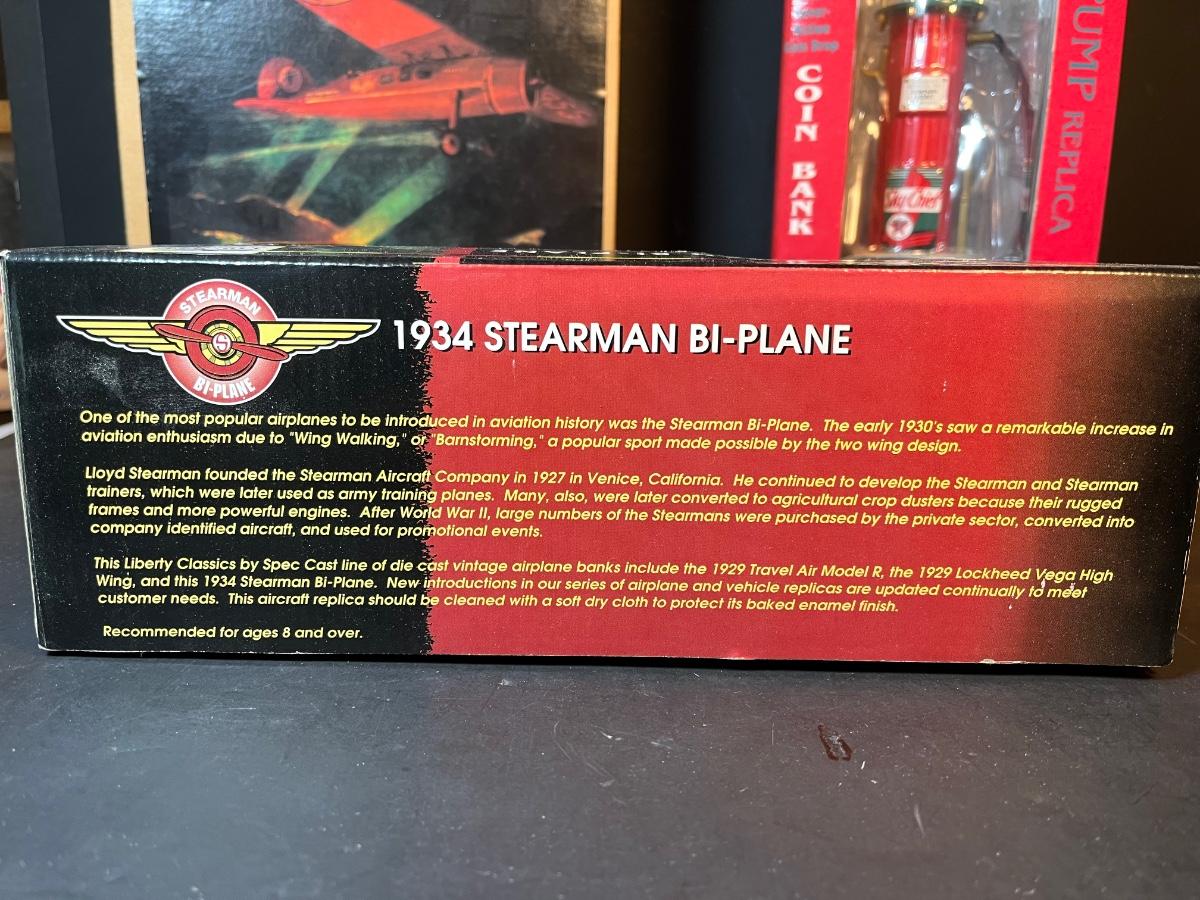 COIN BANK
PUMP REPLICA
Sky Chief
T
STEARMAN
BI-PLANE
1934 STEARMAN BI-PLANE
One of the most popular airplanes to be introduced in aviation history was the Stearman Bi-Plane. The early 1930's saw a remarkable increase in
aviation enthusiasm due to "Wing Walking," or "Barnstorming," a popular sport made possible by the two wing design.
Lloyd Stearman founded the Stearman Aircraft Company in 1927 in Venice, California. He continued to develop the Stearman and Stearman
trainers, which were later used as army training planes. Many, also, were later converted to agricultural crop dusters because their rugged
frames and more powerful engines. After World War II, large numbers of the Stearmans were purchased by the private sector, converted into
company identified aircraft, and used for promotional events.
This Liberty Classics by Spec Cast line of die cast vintage airplane banks include the 1929 Travel Air Model R, the 1929 Lockheed Vega High
Wing, and this 1934 Stearman Bi-Plane. New introductions in our series of airplane and vehicle replicas are updated continually to meet
customer needs. This aircraft replica should be cleaned with a soft dry cloth to protect its baked enamel finish.
Recommended for ages 8 and over.